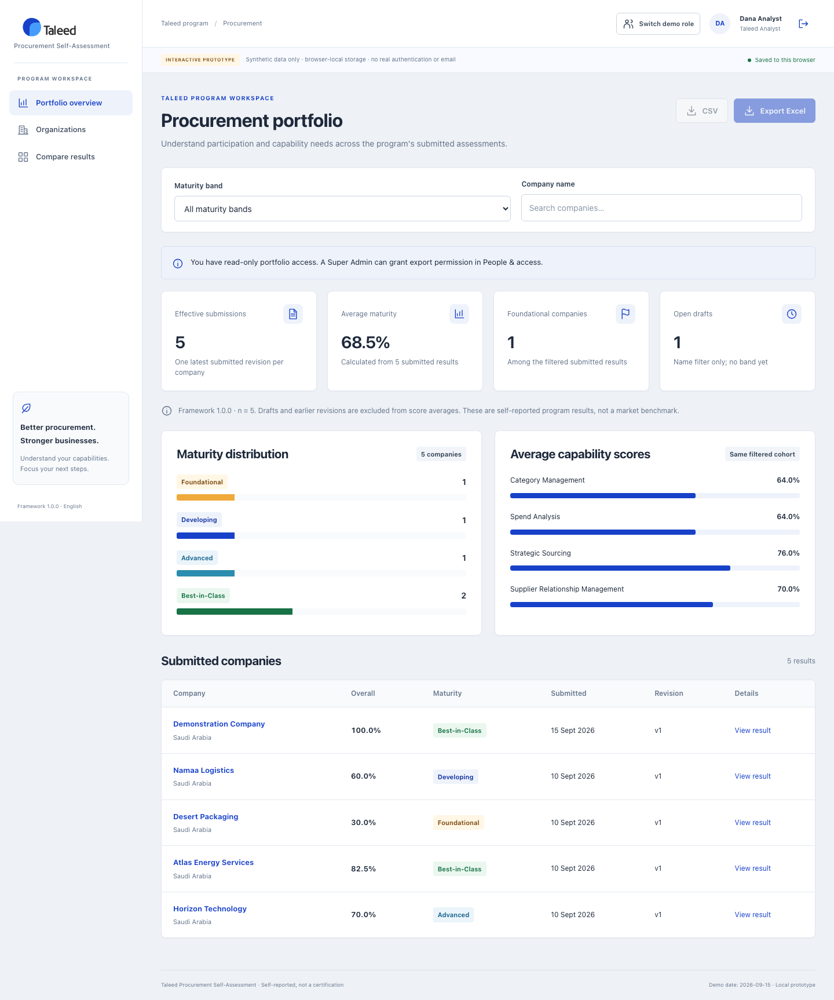 Taleed
Procurement Self-Assessment
PROGRAM WORKSPACE
Portfolio overview
Organizations
Compare results
Better procurement.
Stronger businesses.
Understand your capabilities.
Focus your next steps.
Framework 1.0.0 · English
Taleed program / Procurement
Switch demo role
DA
Dana Analyst
Taleed Analyst
INTERACTIVE PROTOTYPE
Synthetic data only · browser-local storage · no real authentication or email
Saved to this browser
TALEED PROGRAM WORKSPACE
Procurement portfolio
Understand participation and capability needs across the program's submitted assessments.
CSV
Export Excel
Maturity band
All maturity bands
Company name
Search companies...
You have read-only portfolio access. A Super Admin can grant export permission in People & access.
Effective submissions
5
One latest submitted revision per
company
Average maturity
68.5%
Calculated from 5 submitted results
Foundational companies
1
Among the filtered submitted results
Open drafts
1
Name filter only; no band yet
Framework 1.0.0 · n = 5. Drafts and earlier revisions are excluded from score averages. These are self-reported program results, not a market benchmark.
Maturity distribution
5 companies
Foundational 1
Developing 1
Advanced 1
Best-in-Class 2
Average capability scores
Same filtered cohort
Category Management 64.0%
Spend Analysis 64.0%
Strategic Sourcing 76.0%
Supplier Relationship Management 70.0%
Submitted companies
5 results
Company Overall Maturity Submitted Revision Details
Demonstration Company
Saudi Arabia
100.0% Best-in-Class 15 Sept 2026 v1 View result
Namaa Logistics
Saudi Arabia
60.0% Developing 10 Sept 2026 v1 View result
Desert Packaging
Saudi Arabia
30.0% Foundational 10 Sept 2026 v1 View result
Atlas Energy Services
Saudi Arabia
82.5% Best-in-Class 10 Sept 2026 v1 View result
Horizon Technology
Saudi Arabia
70.0% Advanced 10 Sept 2026 v1 View result
Taleed Procurement Self-Assessment · Self-reported, not a certification
Demo date: 2026-09-15 · Local prototype